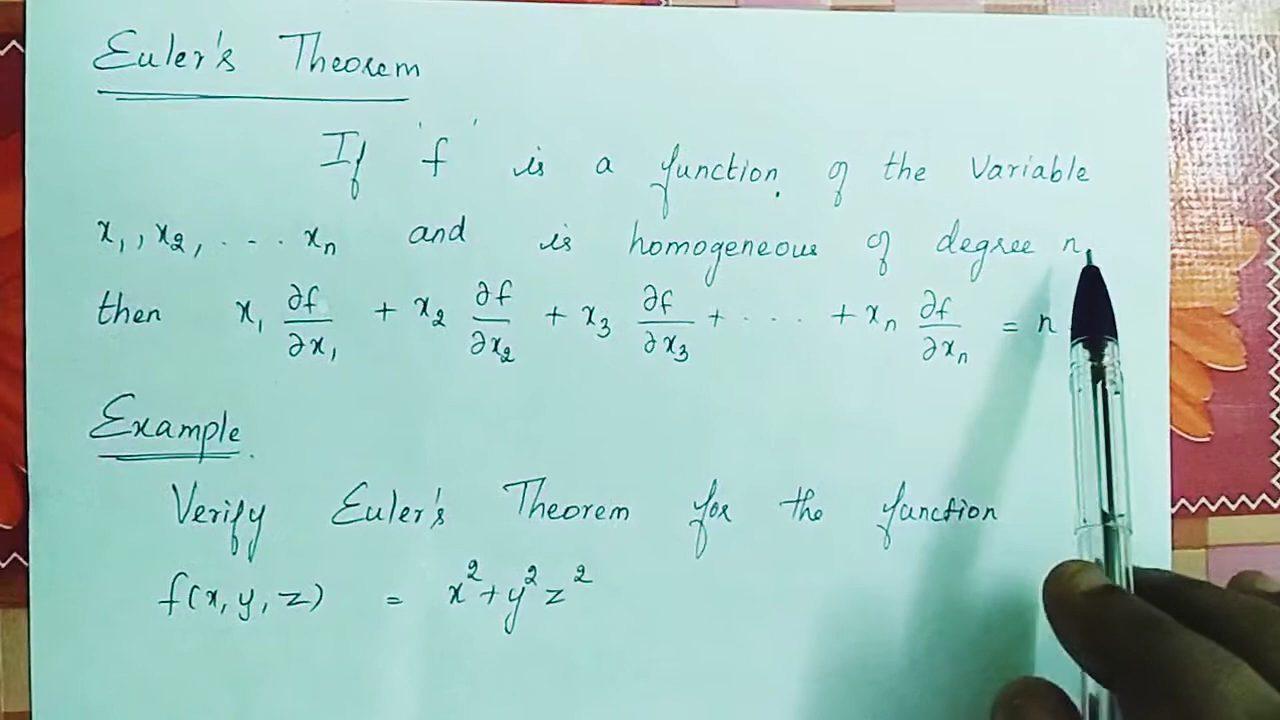 Euler's Theorem
If 'f' is a function of the variable
x₁, x₂, ... xₙ and is homogeneous of degree n
then x₁ ∂f/∂x₁ + x₂ ∂f/∂x₂ + x₃ ∂f/∂x₃ + ... + xₙ ∂f/∂xₙ = n
Example
Verify Euler's Theorem for the function
f(x, y, z) = x² + y² z²